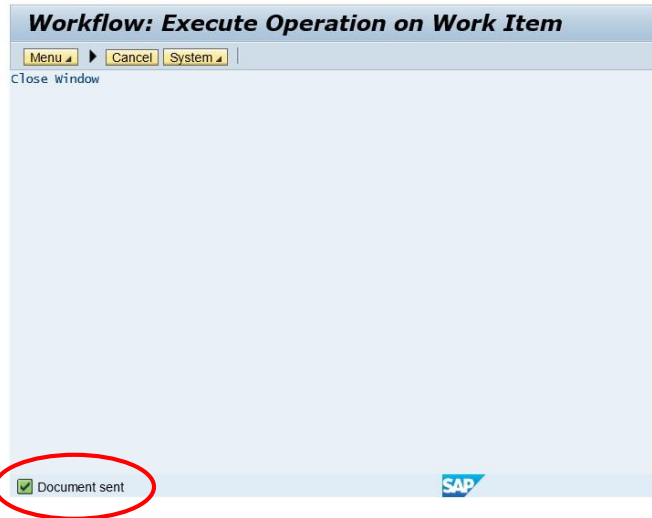 Workflow: Execute Operation on Work Item
Menu Cancel System
Close Window
Document sent SAP